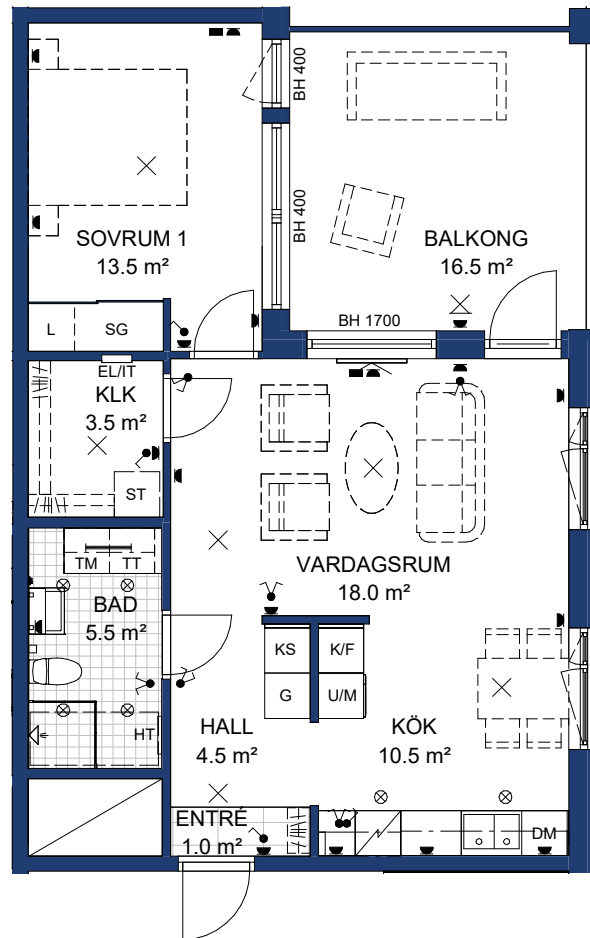 BH 400
BH 400
SOVRUM 1
13.5 m²
BALKONG
16.5 m²
L
SG
BH 1700
EL/IT
KLK
3.5 m²
ST
TM
TT
VARDAGSRUM
18.0 m²
BAD
5.5 m²
KS
K/F
G
U/M
HT
HALL
4.5 m²
KÖK
10.5 m²
ENTRÉ
1.0 m²
DM